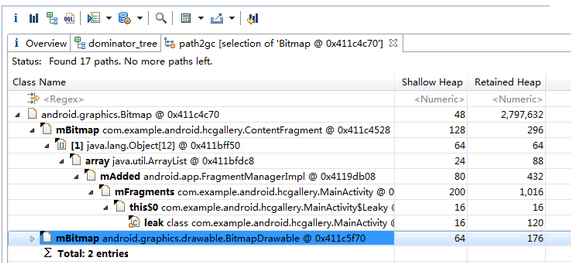 Overview dominator_tree path2gc [selection of 'Bitmap @ 0x411c4c70']
Status: Found 17 paths. No more paths left.
Class Name Shallow Heap Retained Heap
<Regex> <Numeric> <Numeric>
android.graphics.Bitmap @ 0x411c4c70 48 2,797,632
mBitmap com.example.android.hcgallery.ContentFragment @ 0x411c4528 128 296
[1] java.lang.Object[12] @ 0x411bff50 64 64
array java.util.ArrayList @ 0x411bfdc8 24 88
mAdded android.app.FragmentManagerImpl @ 0x4119db08 80 432
mFragments com.example.android.hcgallery.MainActivity @ 0 200 1,016
this$0 com.example.android.hcgallery.MainActivity$Leaky @ 16 16
leak class com.example.android.hcgallery.MainActivity @ 16 120
mBitmap android.graphics.drawable.BitmapDrawable @ 0x411c5f70 64 176
Σ Total: 2 entries